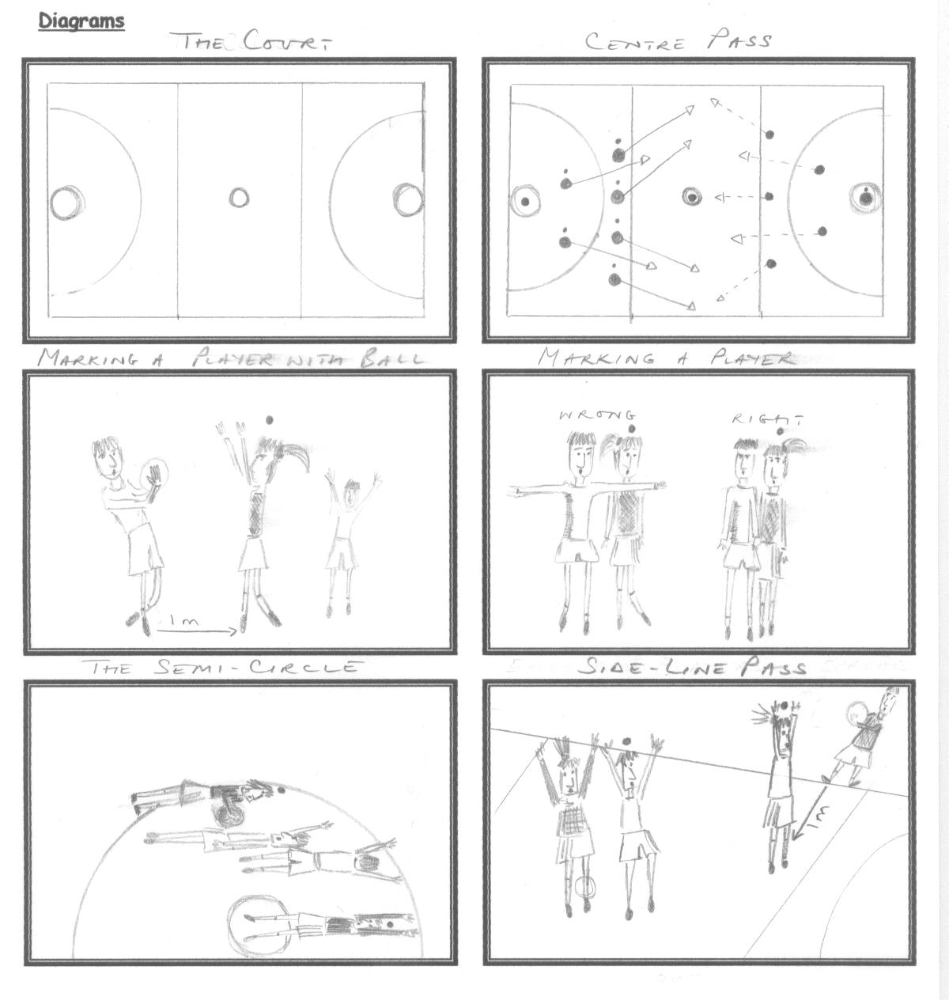 Diagrams
THE COURT
CENTRE PASS
MARKING A PLAYER WITH BALL
MARKING A PLAYER
WRONG
RIGHT
1m
THE SEMI-CIRCLE
SIDE-LINE PASS
1m